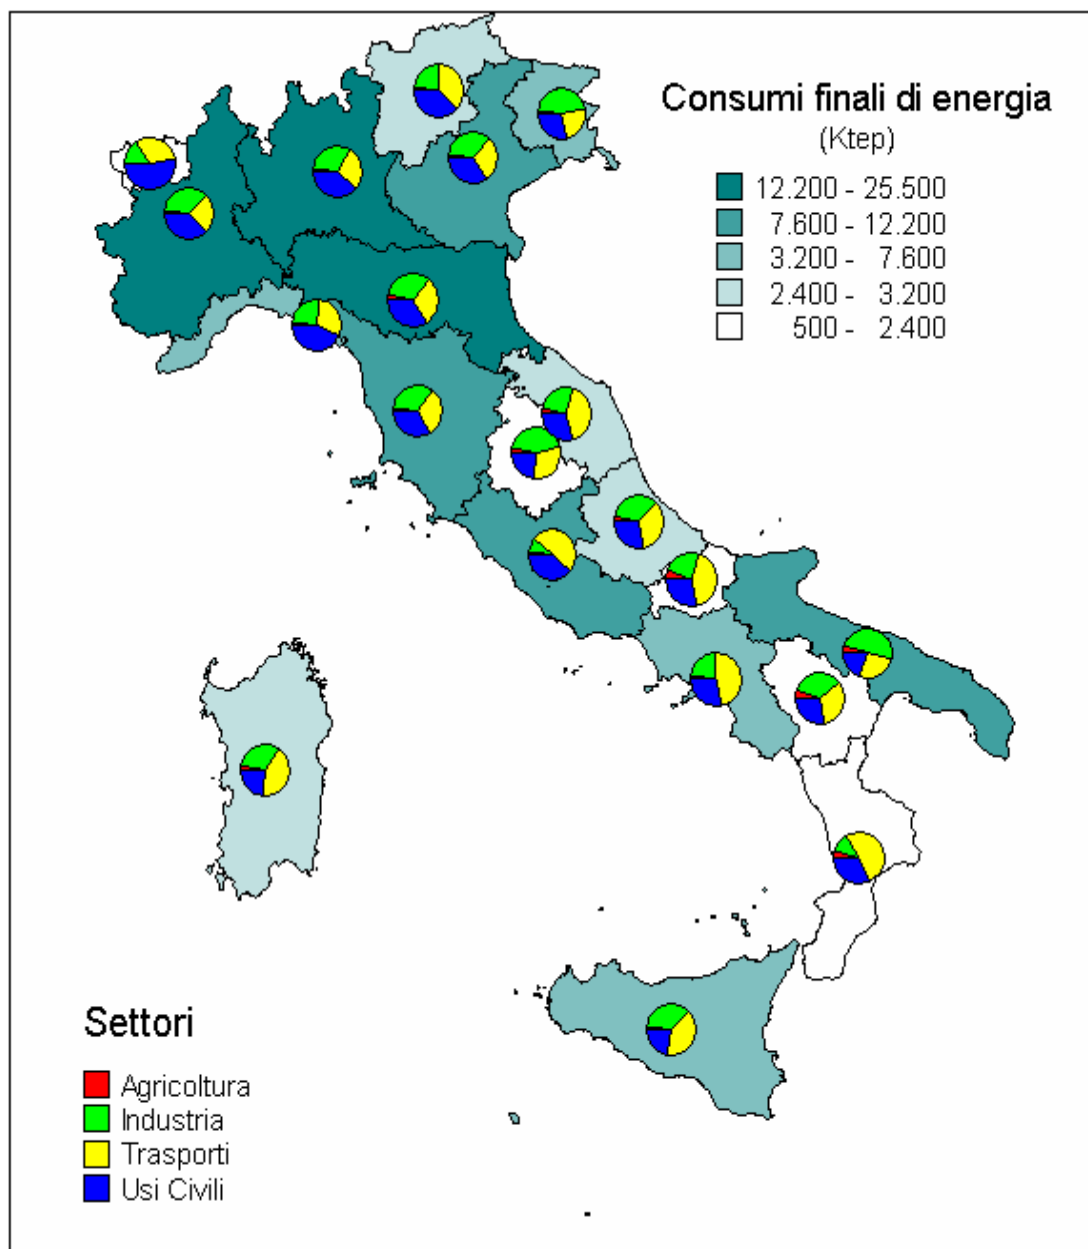 Consumi finali di energia
(Ktep)
12.200 - 25.500
7.600 - 12.200
3.200 - 7.600
2.400 - 3.200
500 - 2.400
Settori
Agricoltura
Industria
Trasporti
Usi Civili